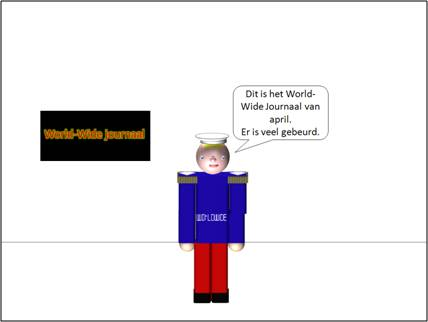 Dit is het World-
Wide Journaal van
april.
Er is veel gebeurd.
World-Wide Journaal
WORLDWIDE